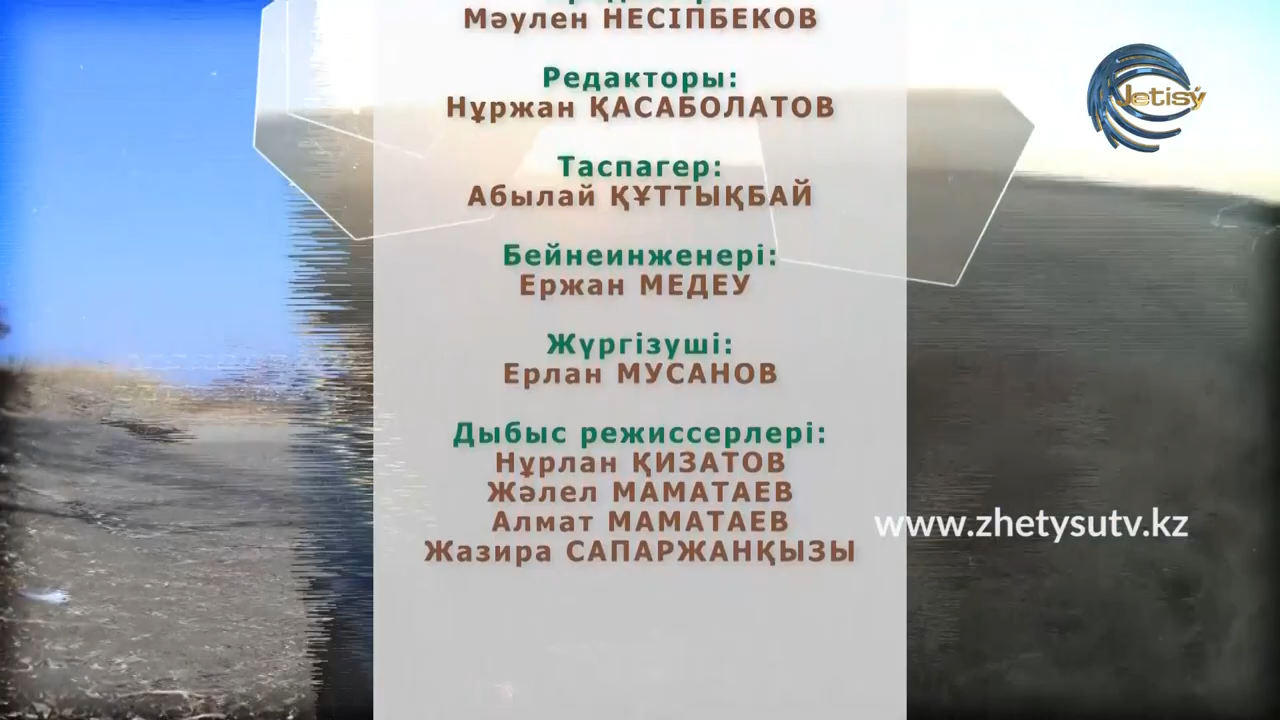 Мәулен НЕСІПБЕКОВ
Редакторы:
Нұржан ҚАСАБОЛАТОВ
Таспагер:
Абылай ҚҰТТЫҚБАЙ
Бейнеинженері:
Ержан МЕДЕУ
Жүргізуші:
Ерлан МУСАНОВ
Дыбыс режиссерлері:
Нұрлан ҚИЗАТОВ
Жәлел МАМАТАЕВ
Алмат МАМАТАЕВ
Жазира САПАРЖАНҚЫЗЫ
Jetisý
www.zhetysutv.kz